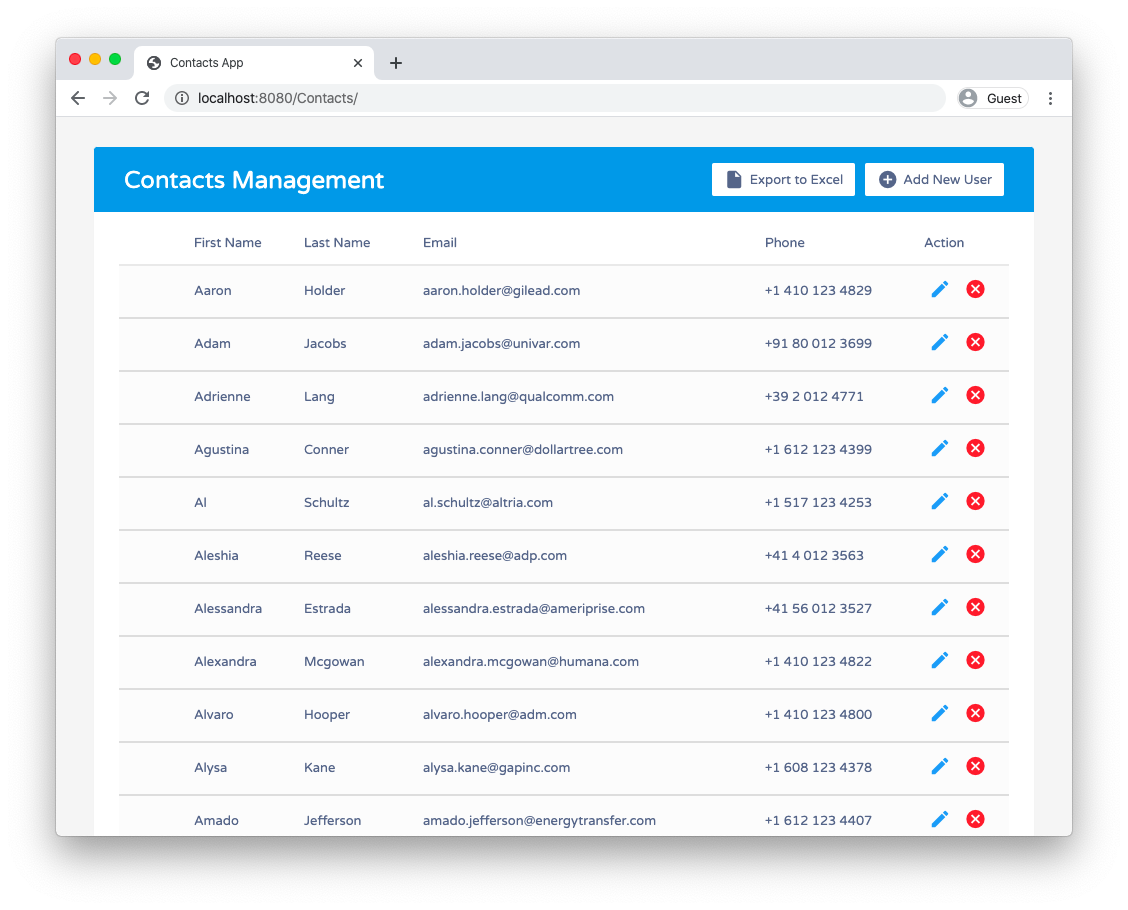 Contacts App
localhost:8080/Contacts/
Guest
Contacts Management
Export to Excel
Add New User
First Name Last Name Email Phone Action
Aaron Holder aaron.holder@gilead.com +1 410 123 4829
Adam Jacobs adam.jacobs@univar.com +91 80 012 3699
Adrienne Lang adrienne.lang@qualcomm.com +39 2 012 4771
Agustina Conner agustina.conner@dollartree.com +1 612 123 4399
Al Schultz al.schultz@altria.com +1 517 123 4253
Aleshia Reese aleshia.reese@adp.com +41 4 012 3563
Alessandra Estrada alessandra.estrada@ameriprise.com +41 56 012 3527
Alexandra Mcgowan alexandra.mcgowan@humana.com +1 410 123 4822
Alvaro Hooper alvaro.hooper@adm.com +1 410 123 4800
Alysa Kane alysa.kane@gapinc.com +1 608 123 4378
Amado Jefferson amado.jefferson@energytransfer.com +1 612 123 4407